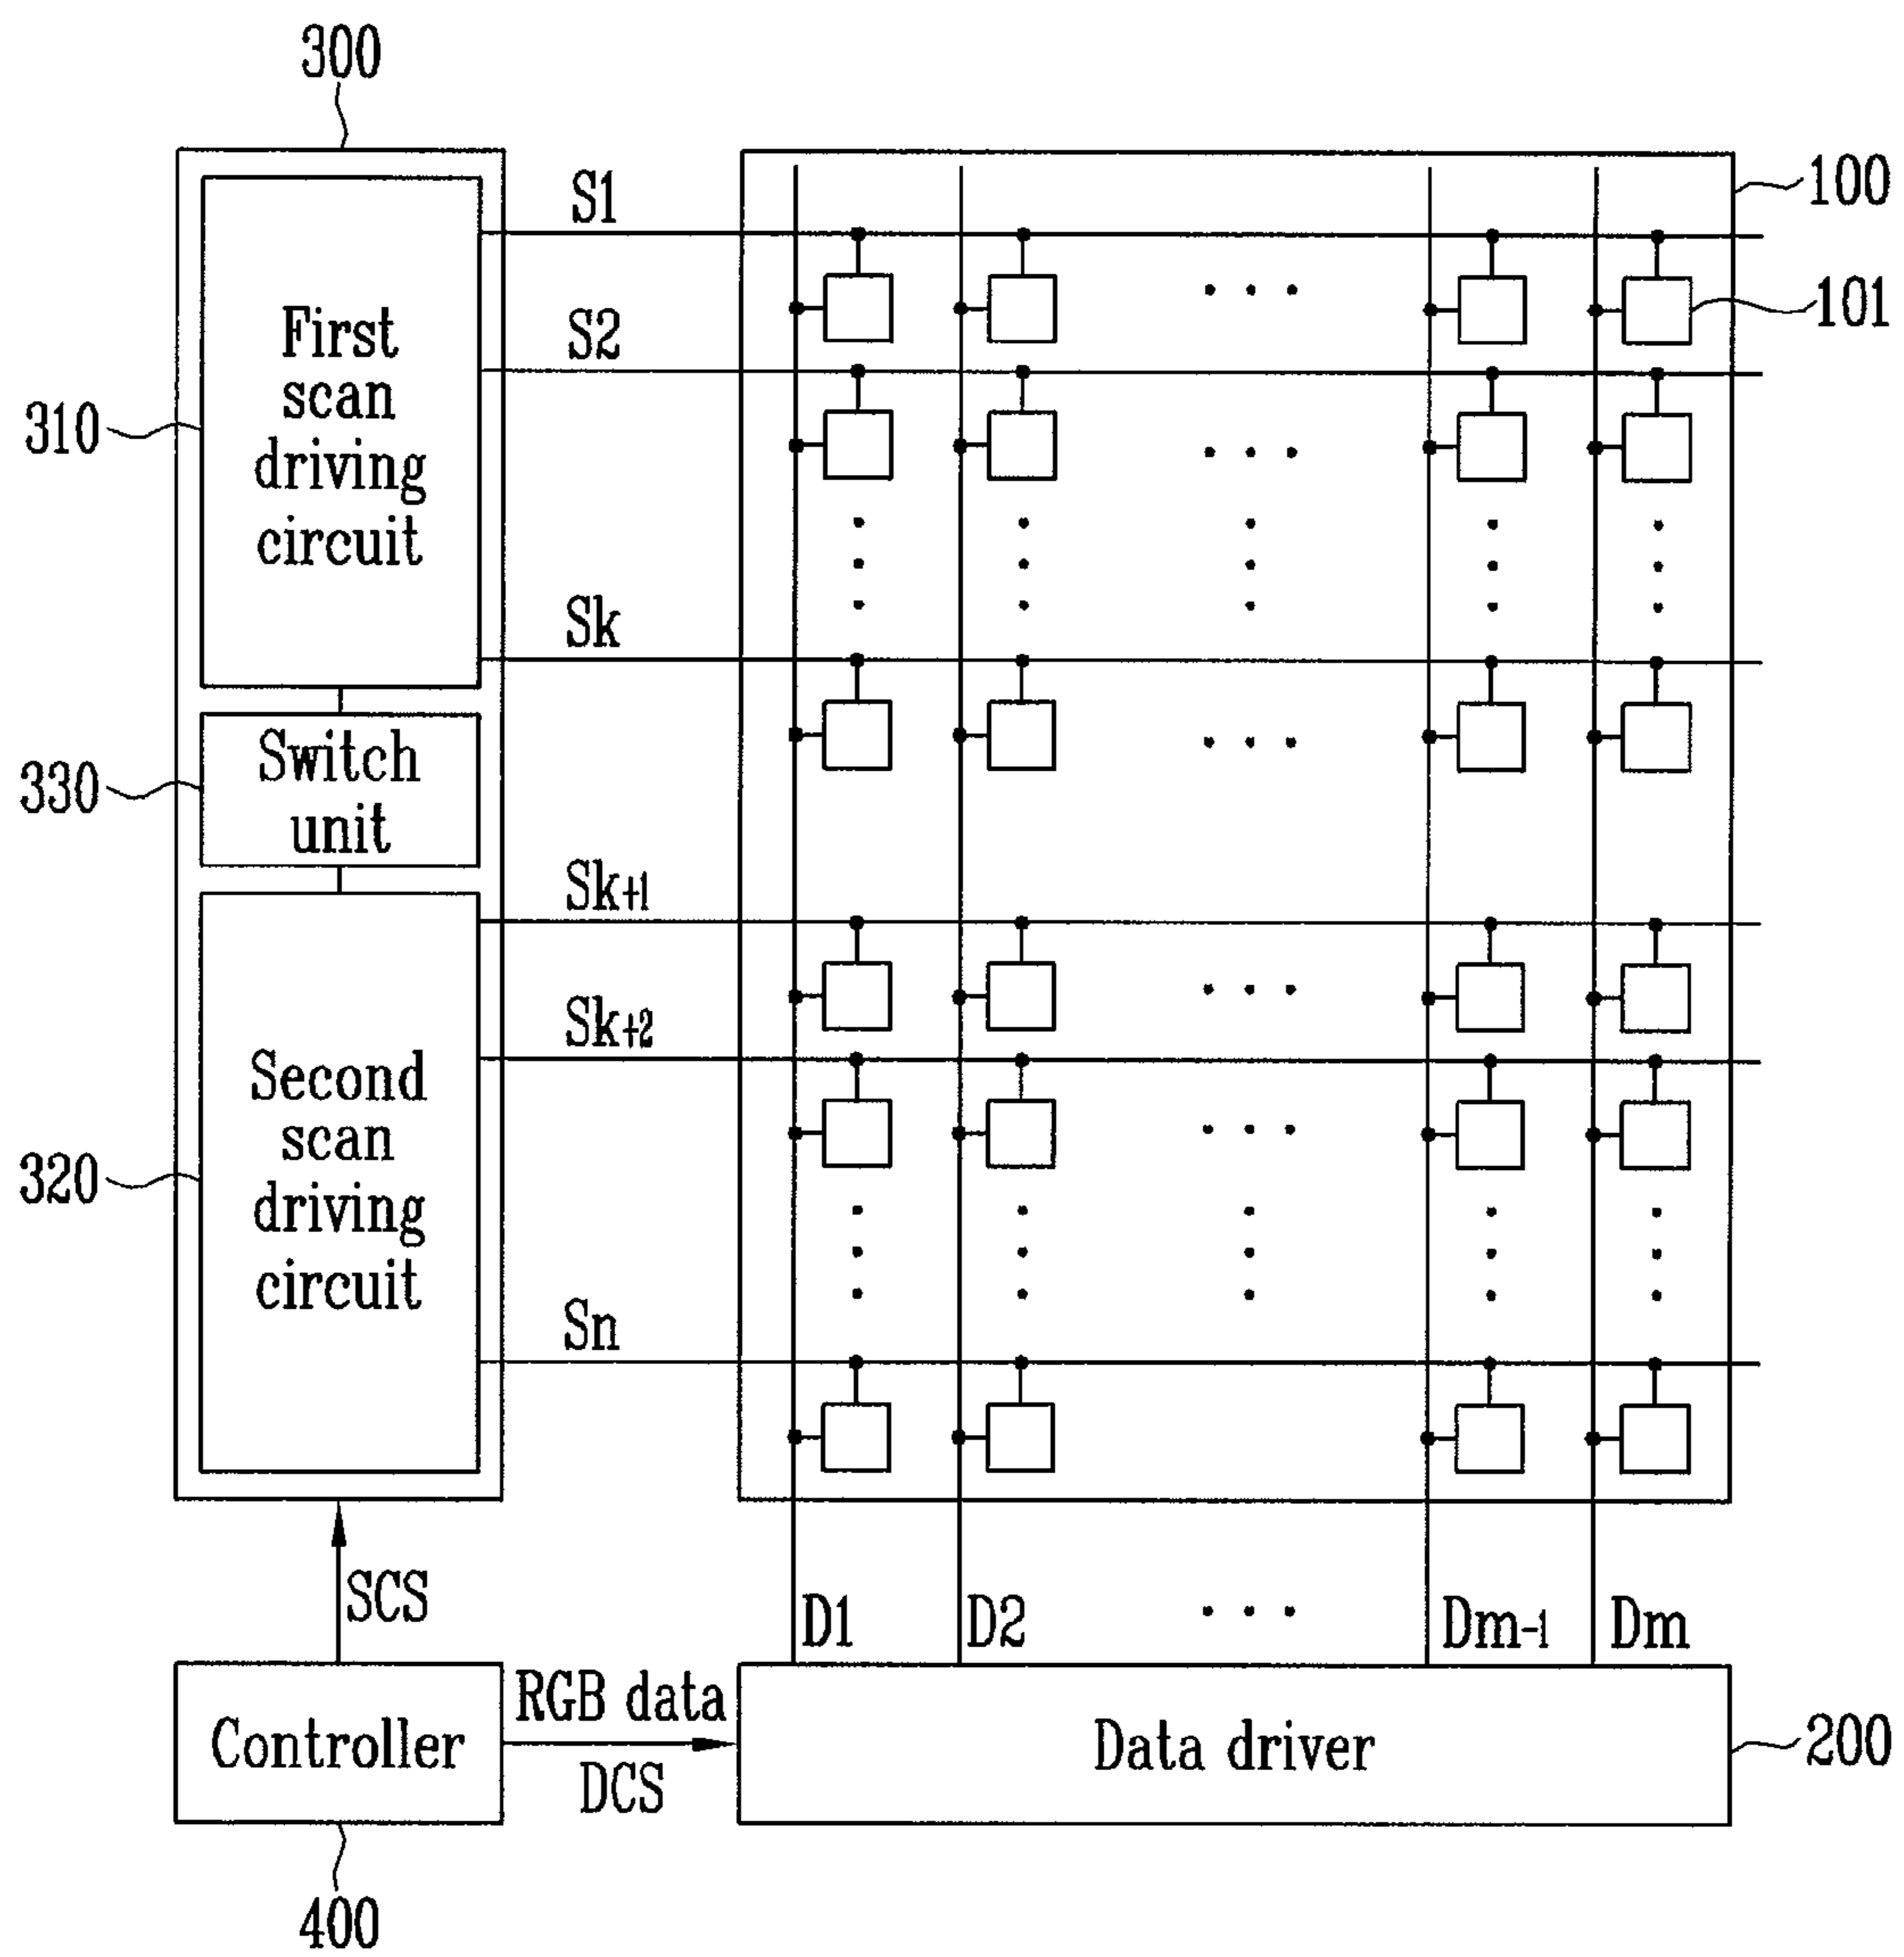 300
100
S1
101
First
scan
driving
circuit
S2
310
Sk
Switch
unit
330
Sk+1
Sk+2
Second
scan
driving
circuit
320
Sn
SCS
D1
D2
Dm-1
Dm
RGB data
DCS
Controller
Data driver
200
400